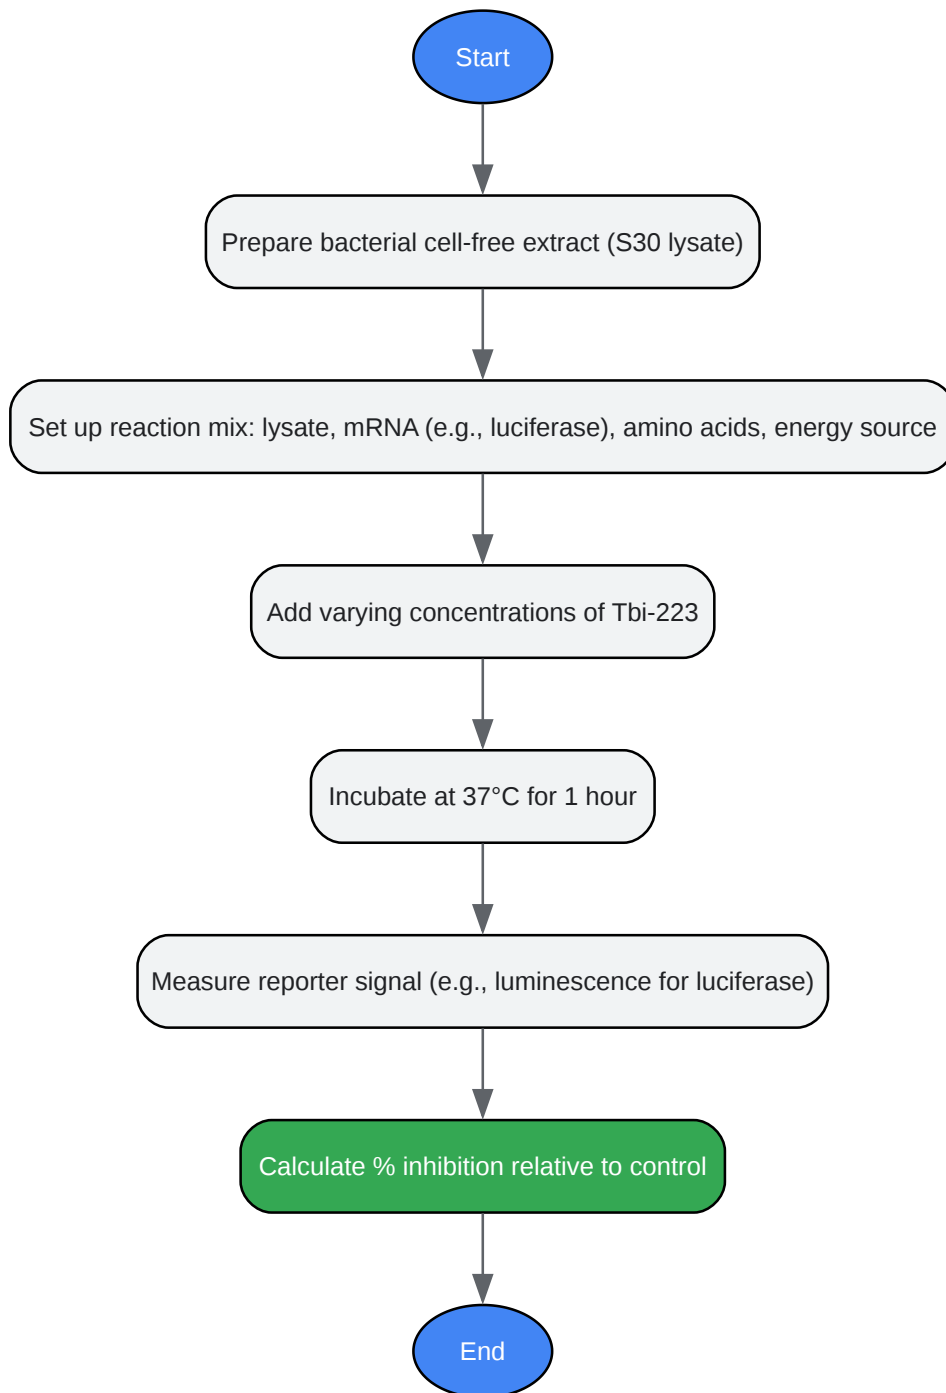 Start
Prepare bacterial cell-free extract (S30 lysate)
Set up reaction mix: lysate, mRNA (e.g., luciferase), amino acids, energy source
Add varying concentrations of Tbi-223
Incubate at 37°C for 1 hour
Measure reporter signal (e.g., luminescence for luciferase)
Calculate % inhibition relative to control
End